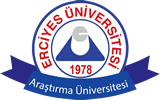 ERCİYES ÜNİVERSİTESİ
1978
Araştırma Üniversitesi